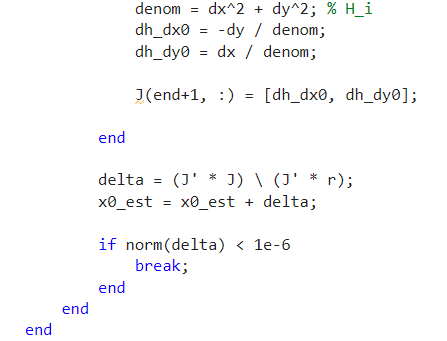 denom = dx^2 + dy^2; % H_i
dh_dx0 = -dy / denom;
dh_dy0 = dx / denom;
J(end+1, :) = [dh_dx0, dh_dy0];
end
delta = (J' * J) \ (J' * r);
x0_est = x0_est + delta;
if norm(delta) < 1e-6
break;
end
end
end